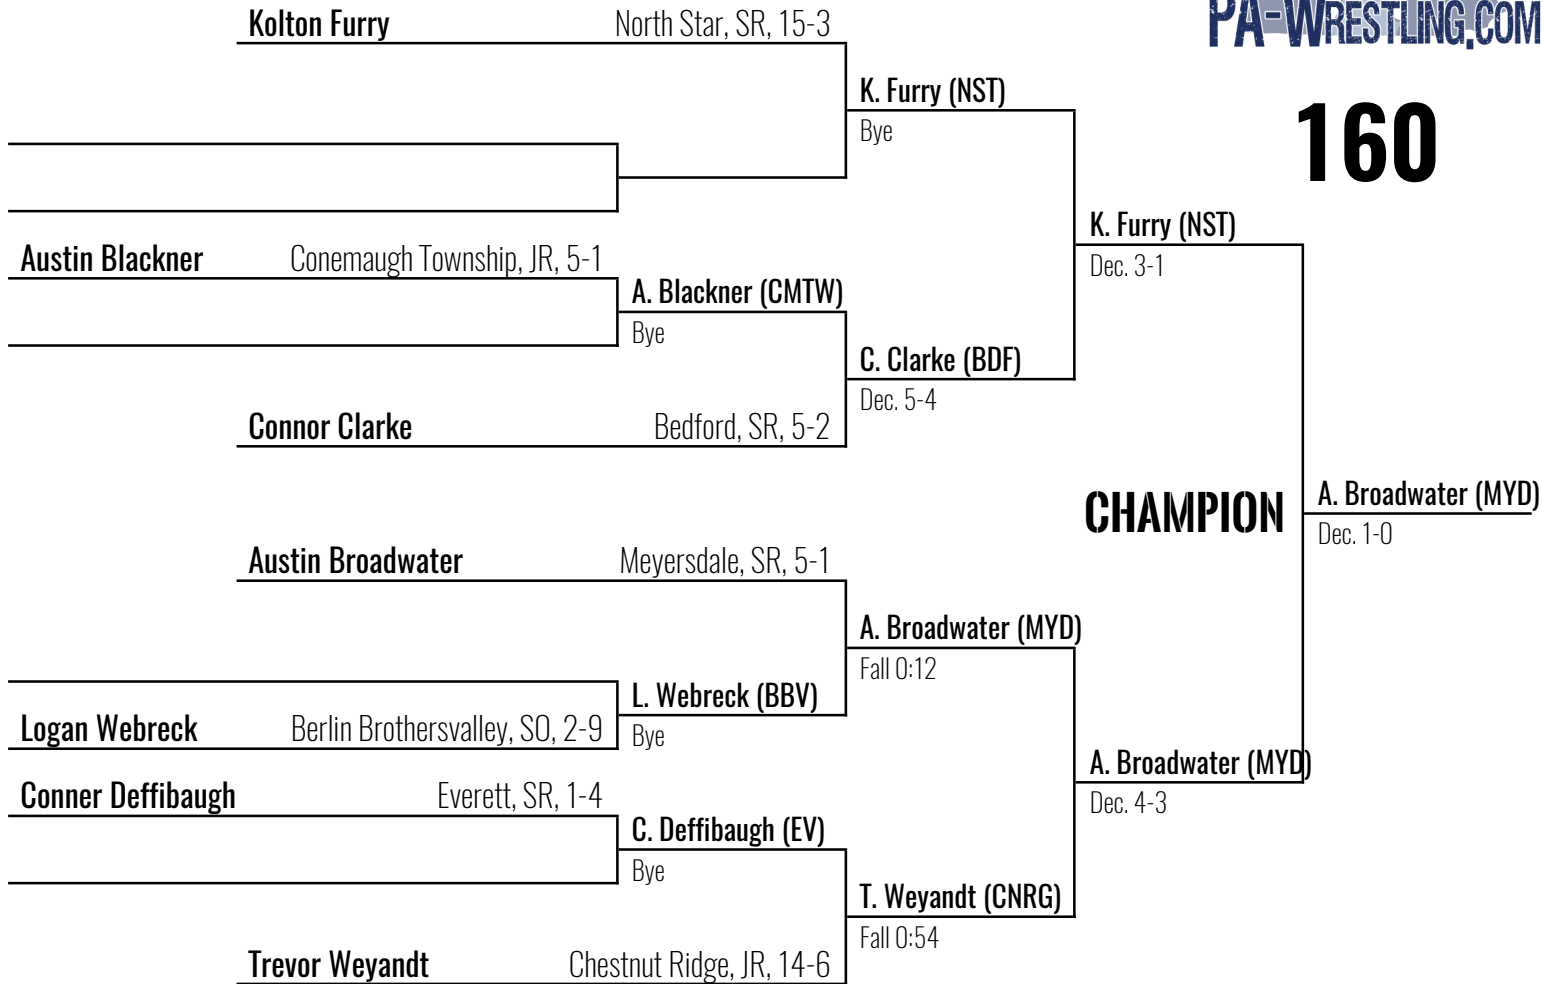 PA-WRESTLING.COM
160
Kolton Furry North Star, SR, 15-3
K. Furry (NST)
Bye
K. Furry (NST)
Dec. 3-1
Austin Blackner Conemaugh Township, JR, 5-1
A. Blackner (CMTW)
Bye
C. Clarke (BDF)
Dec. 5-4
Connor Clarke Bedford, SR, 5-2
CHAMPION
A. Broadwater (MYD)
Dec. 1-0
Austin Broadwater Meyersdale, SR, 5-1
A. Broadwater (MYD)
Fall 0:12
L. Webreck (BBV)
Bye
Logan Webreck Berlin Brothersvalley, SO, 2-9
A. Broadwater (MYD)
Dec. 4-3
Conner Deffibaugh Everett, SR, 1-4
C. Deffibaugh (EV)
Bye
T. Weyandt (CNRG)
Fall 0:54
Trevor Weyandt Chestnut Ridge, JR, 14-6